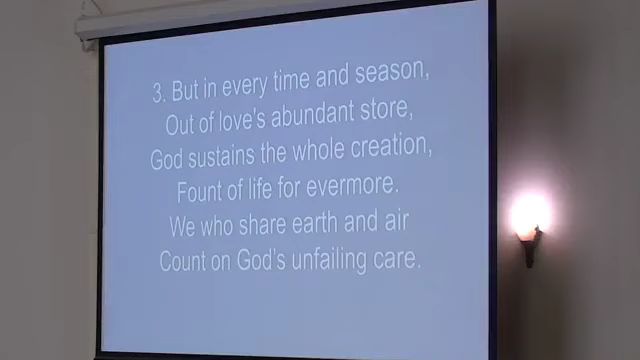 3. But in every time and season,
Out of love's abundant store,
God sustains the whole creation,
Fount of life for evermore.
We who share earth and air
Count on God's unfailing care.